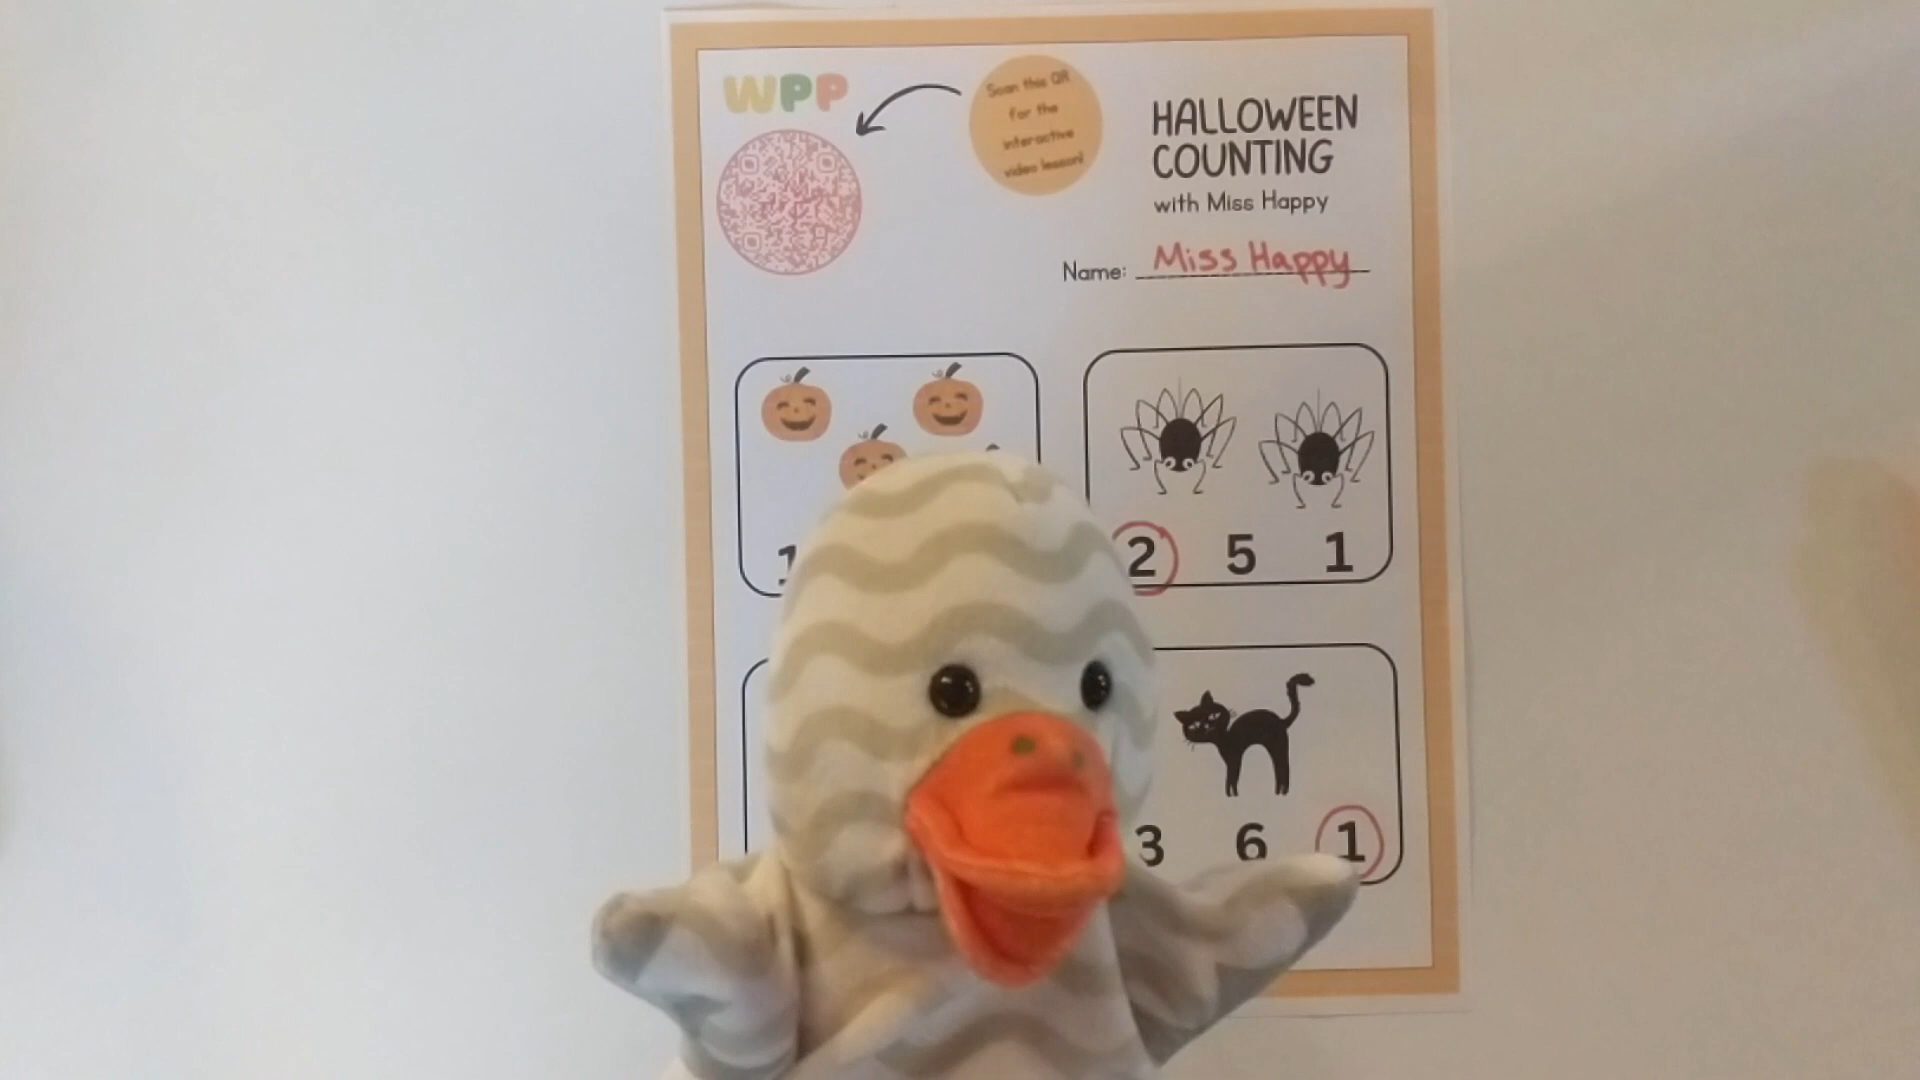 WPP
Scan this QR
for the
interactive
video lesson!
HALLOWEEN
COUNTING
with Miss Happy
Name: Miss Happy
1
2 5 1
3 6 1